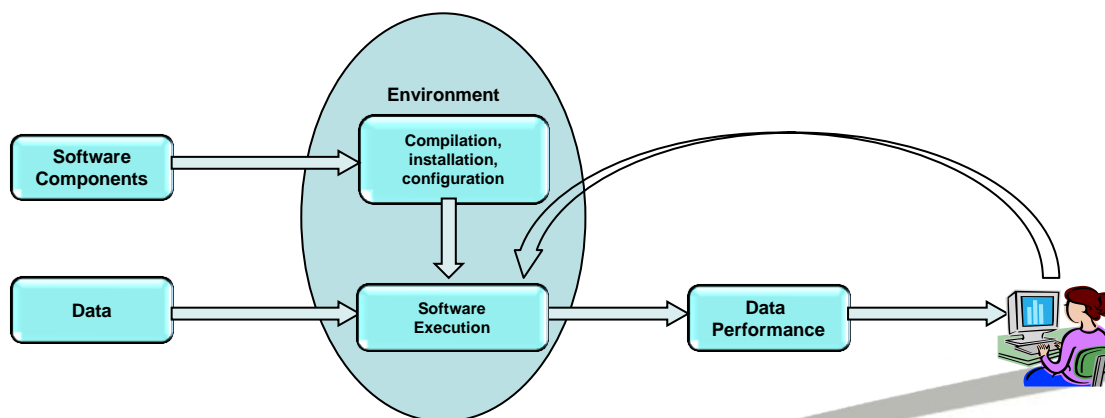 Environment
Software
Components
Compilation,
installation,
configuration
Data
Software
Execution
Data
Performance